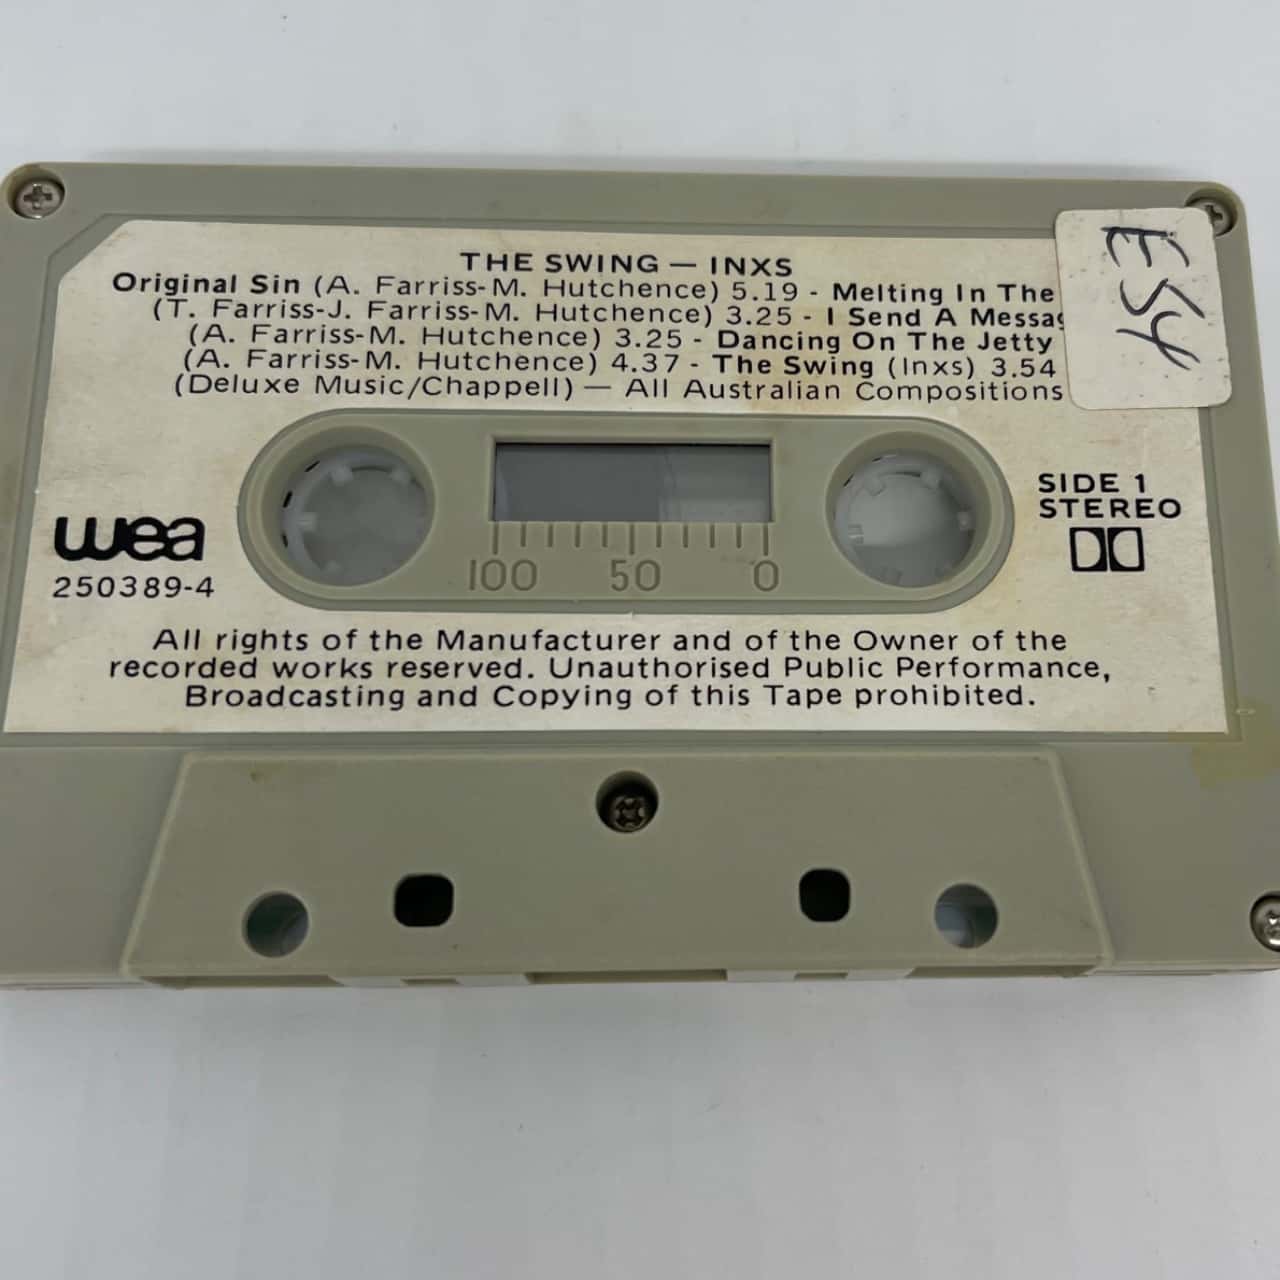 THE SWING — INXS
Original Sin (A. Farriss-M. Hutchence) 5.19 - Melting In The
(T. Farriss-J. Farriss-M. Hutchence) 3.25 - I Send A Messag
(A. Farriss-M. Hutchence) 3.25 - Dancing On The Jetty
(A. Farriss-M. Hutchence) 4.37 - The Swing (Inxs) 3.54
(Deluxe Music/Chappell) — All Australian Compositions
wea
250389-4
100 50 0
SIDE 1
STEREO
All rights of the Manufacturer and of the Owner of the
recorded works reserved. Unauthorised Public Performance,
Broadcasting and Copying of this Tape prohibited.